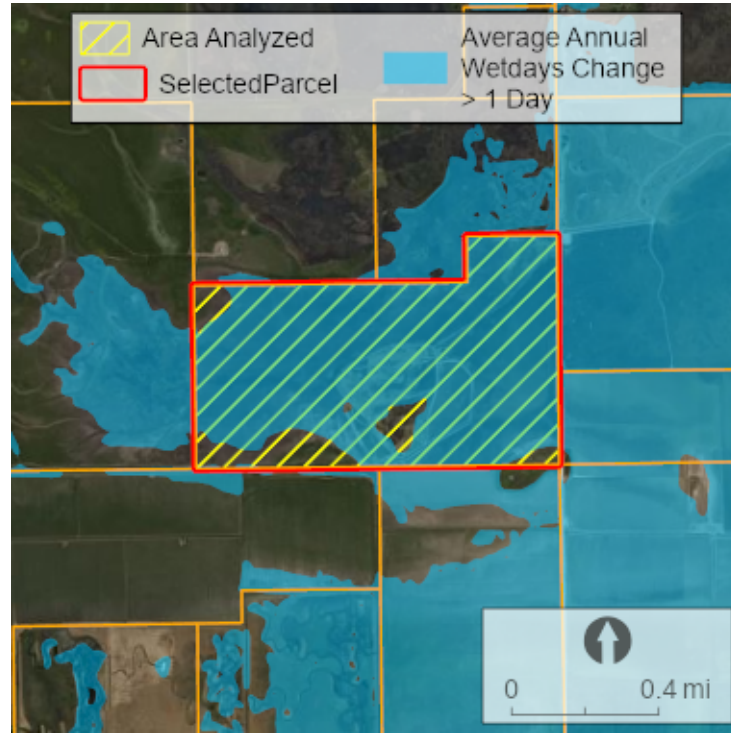 Area Analyzed
SelectedParcel
Average Annual
Wetdays Change
> 1 Day
0
0.4 mi